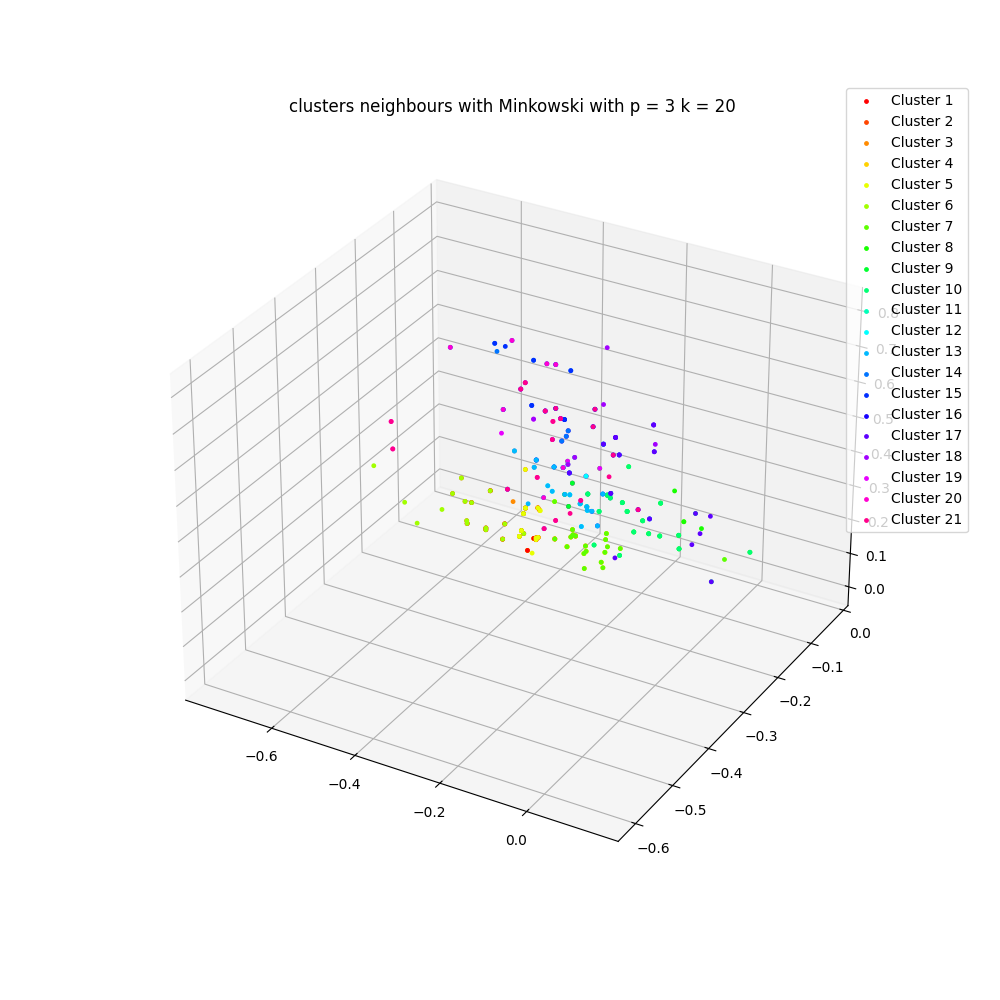 clusters neighbours with Minkowski with p = 3 k = 20
Cluster 1
Cluster 2
Cluster 3
Cluster 4
Cluster 5
Cluster 6
Cluster 7
Cluster 8
Cluster 9
Cluster 10
Cluster 11
Cluster 12
Cluster 13
Cluster 14
Cluster 15
Cluster 16
Cluster 17
Cluster 18
Cluster 19
Cluster 20
Cluster 21
0.8
0.7
0.6
0.5
0.4
0.3
0.2
0.1
0.0
0.0
−0.1
−0.2
−0.3
−0.4
−0.5
−0.6
−0.6
−0.4
−0.2
0.0